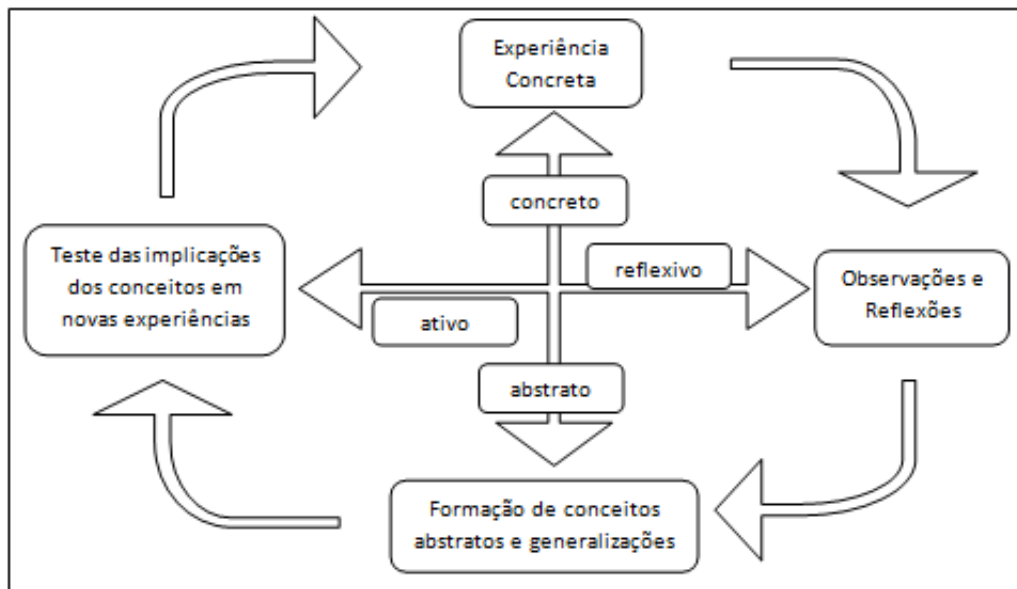 Experiência
Concreta
concreto
Teste das implicações
dos conceitos em
novas experiências
reflexivo
Observações e
Reflexões
ativo
abstrato
Formação de conceitos
abstratos e generalizações